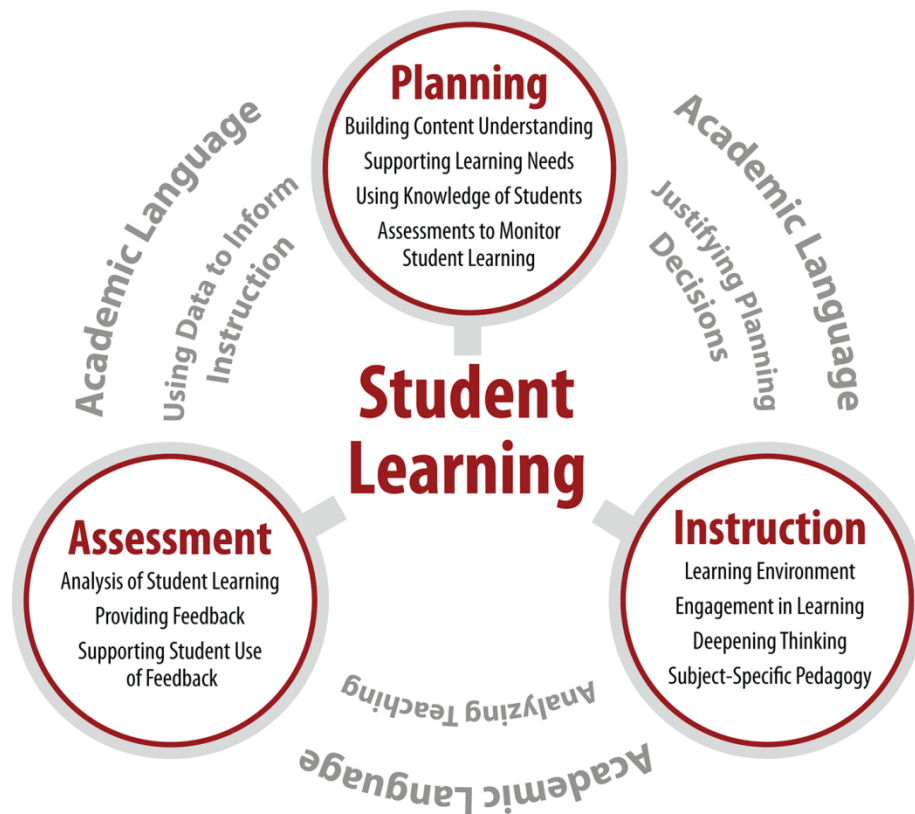 Planning
Building Content Understanding
Supporting Learning Needs
Using Knowledge of Students
Assessments to Monitor
Student Learning
Academic Language
Using Data to Inform
Instruction
Academic Language
Justifying Planning
Decisions
Student
Learning
Assessment
Analysis of Student Learning
Providing Feedback
Supporting Student Use
of Feedback
Instruction
Learning Environment
Engagement in Learning
Deepening Thinking
Subject-Specific Pedagogy
Analyzing Teaching
Academic Language